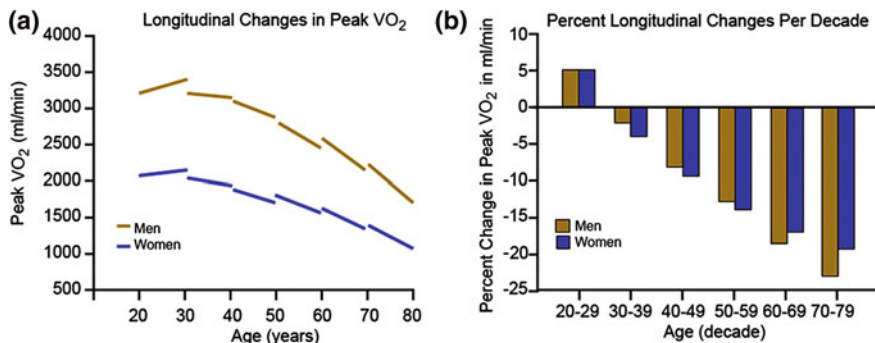 (a)
Longitudinal Changes in Peak VO2
Peak VO2 (ml/min)
4000
3500
3000
2500
2000
1500
1000
500
Men
Women
20 30 40 50 60 70 80
Age (years)
(b)
Percent Longitudinal Changes Per Decade
Percent Change in Peak VO2 in ml/min
10
5
0
-5
-10
-15
-20
-25
Men
Women
20-29 30-39 40-49 50-59 60-69 70-79
Age (decade)